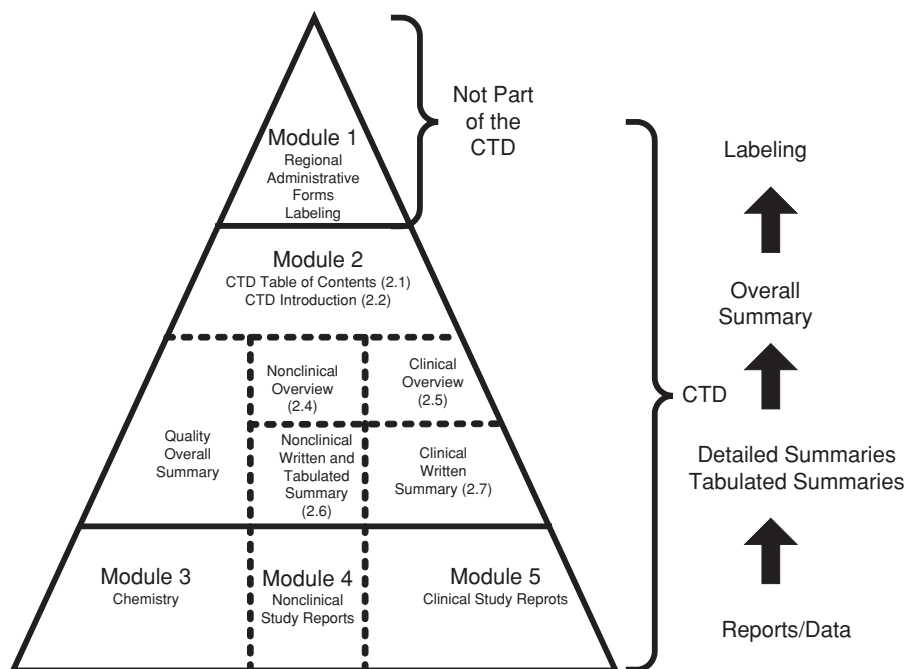 Module 1
Regional
Administrative
Forms
Labeling
Not Part
of the
CTD
Module 2
CTD Table of Contents (2.1)
CTD Introduction (2.2)
Quality
Overall
Summary
Nonclinical
Overview
(2.4)
Clinical
Overview
(2.5)
Nonclinical
Written and
Tabulated
Summary
(2.6)
Clinical
Written
Summary (2.7)
Module 3
Chemistry
Module 4
Nonclinical
Study Reports
Module 5
Clinical Study Reprots
CTD
Labeling
Overall
Summary
Detailed Summaries
Tabulated Summaries
Reports/Data